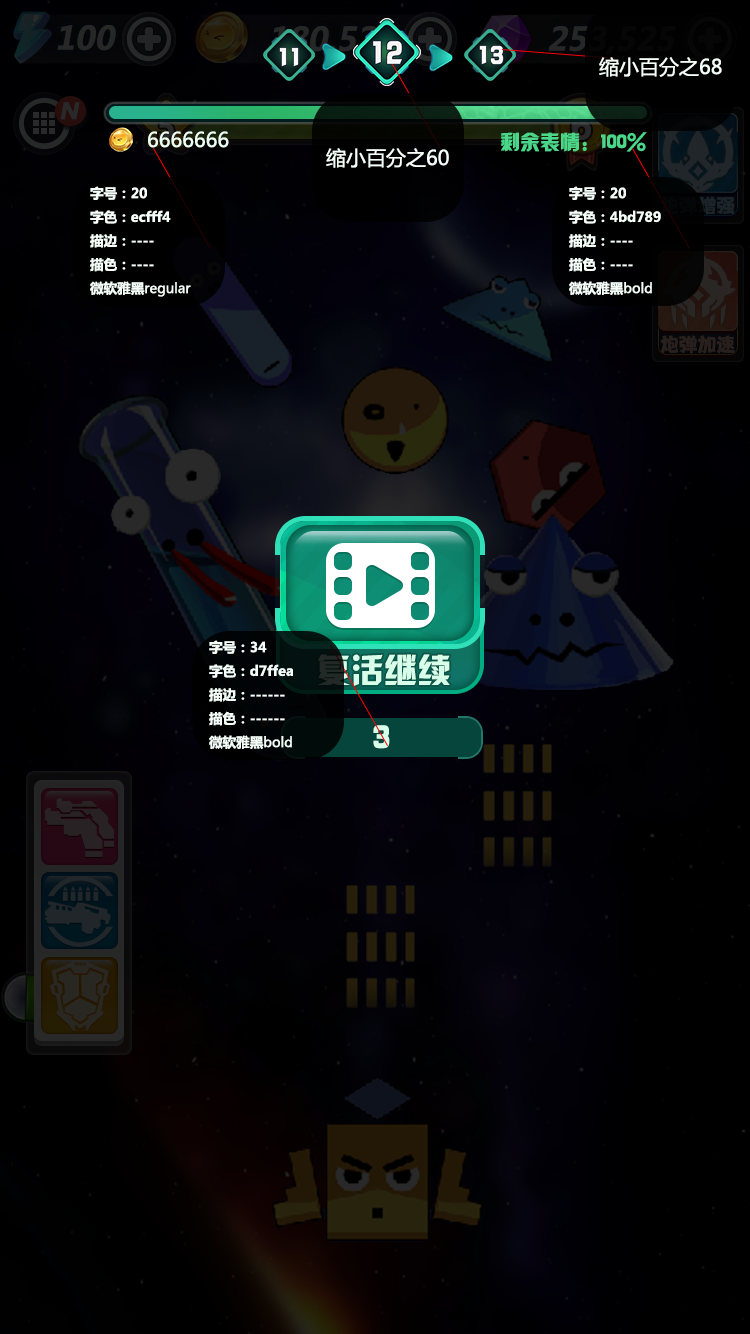 100
180.52
253.525
11
12
13
缩小百分之68
N
6666666
剩余表情：100%
缩小百分之60
字号：20
字色：ecfff4
描边：----
描色：----
微软雅黑regular
字号：20
字色：4bd789
描边：----
描色：----
微软雅黑bold
增强
炮弹加速
复活继续
字号：34
字色：d7ffea
描边：------
描色：------
微软雅黑bold
3